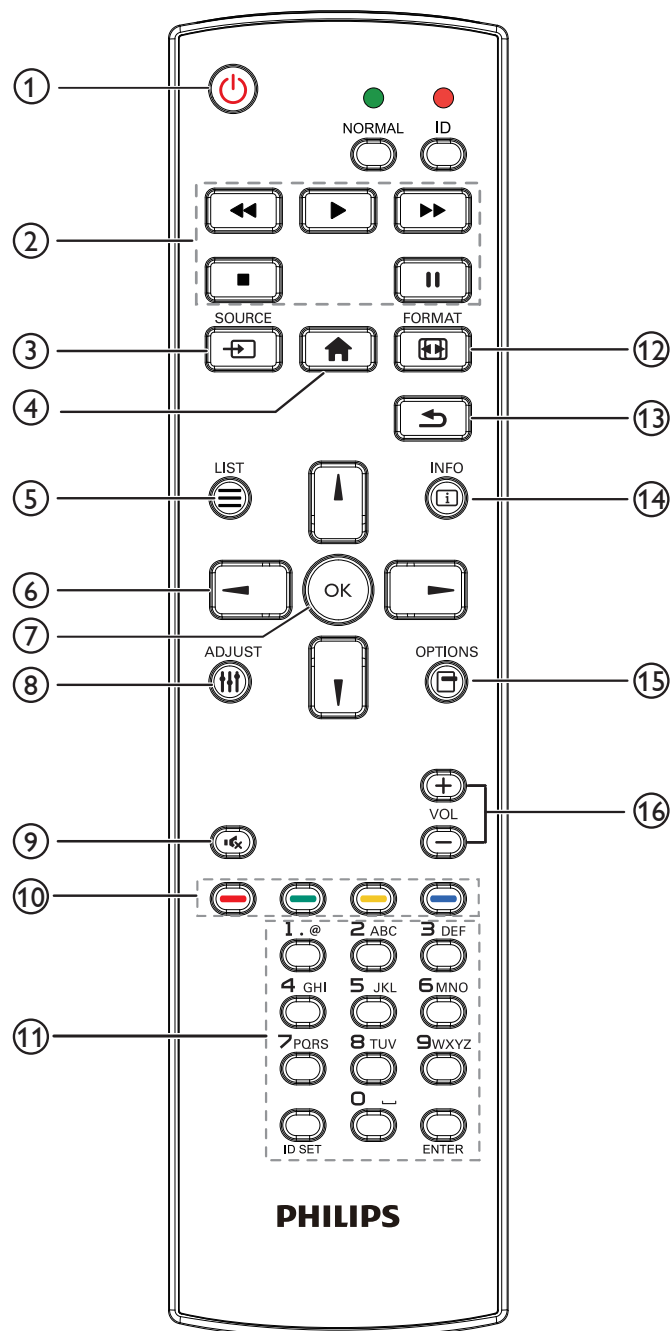 1
NORMAL ID
2
SOURCE FORMAT
3 12
4 13
LIST INFO
5 14
6 OK
7
ADJUST OPTIONS
8 15
+
VOL 16
9 −
10
1 . @ 2 ABC 3 DEF
4 GHI 5 JKL 6 MNO
11 7 PQRS 8 TUV 9 WXYZ
0 ⎵
ID SET ENTER
PHILIPS